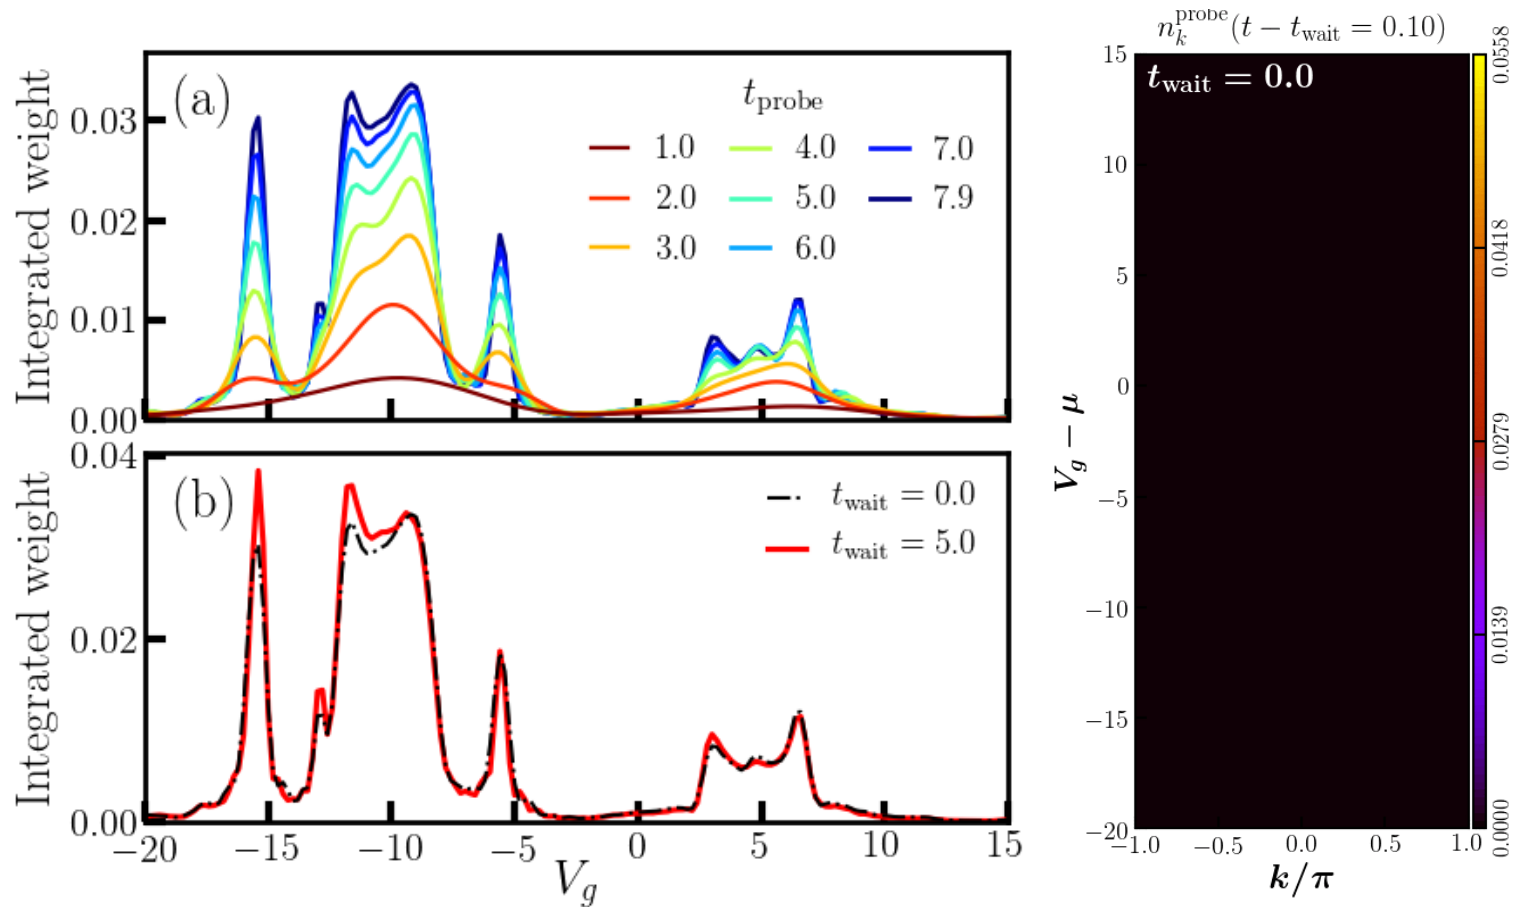 (a)
t_probe
1.0 4.0 7.0
2.0 5.0 7.9
3.0 6.0
Integrated weight
0.03
0.02
0.01
0.00
(b)
t_wait = 0.0
t_wait = 5.0
Integrated weight
0.04
0.02
0.00
−20 −15 −10 −5 0 5 10 15
V_g
n_k^probe(t − t_wait = 0.10)
t_wait = 0.0
V_g − μ
15
10
5
0
−5
−10
−15
−20
−1.0 −0.5 0.0 0.5 1.0
k/π
0.0558
0.0418
0.0279
0.0139
0.0000